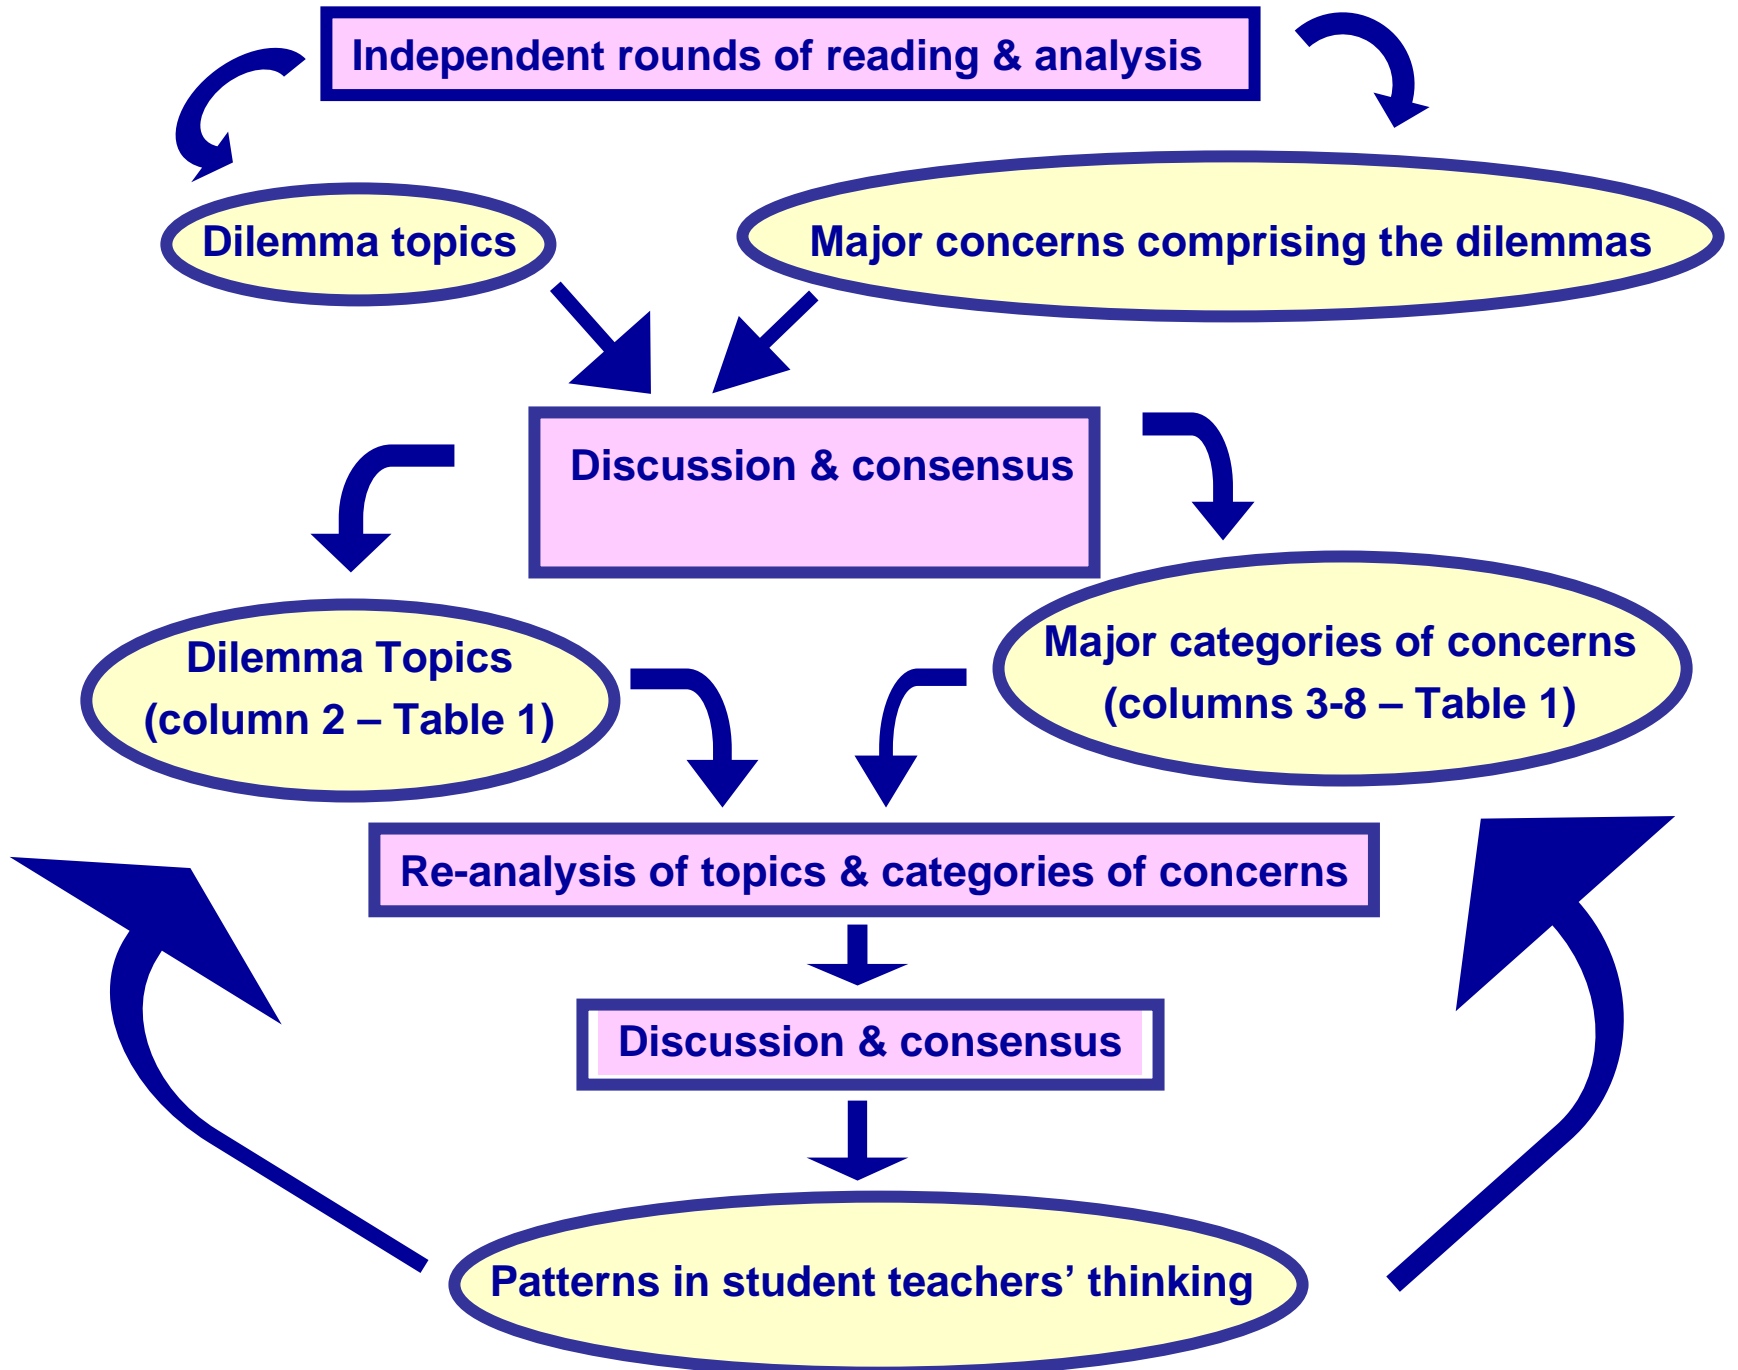 Independent rounds of reading & analysis
Dilemma topics
Major concerns comprising the dilemmas
Discussion & consensus
Dilemma Topics
(column 2 – Table 1)
Major categories of concerns
(columns 3-8 – Table 1)
Re-analysis of topics & categories of concerns
Discussion & consensus
Patterns in student teachers’ thinking